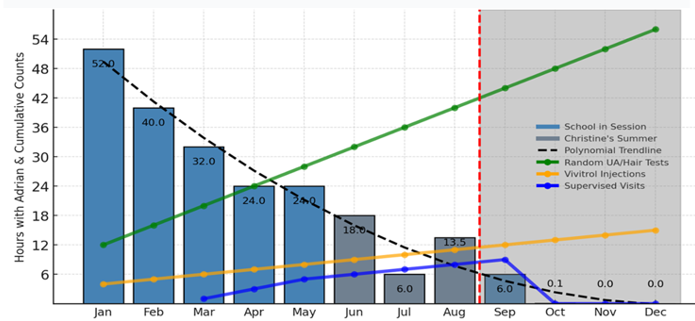 Hours with Adrian & Cumulative Counts
54
48
42
36
30
24
18
12
6
52.0
40.0
32.0
24.0
24.0
18.0
6.0
13.5
6.0
0.1
0.0
0.0
School in Session
Christine's Summer
Polynomial Trendline
Random UA/Hair Tests
Vivitrol Injections
Supervised Visits
Jan Feb Mar Apr May Jun Jul Aug Sep Oct Nov Dec